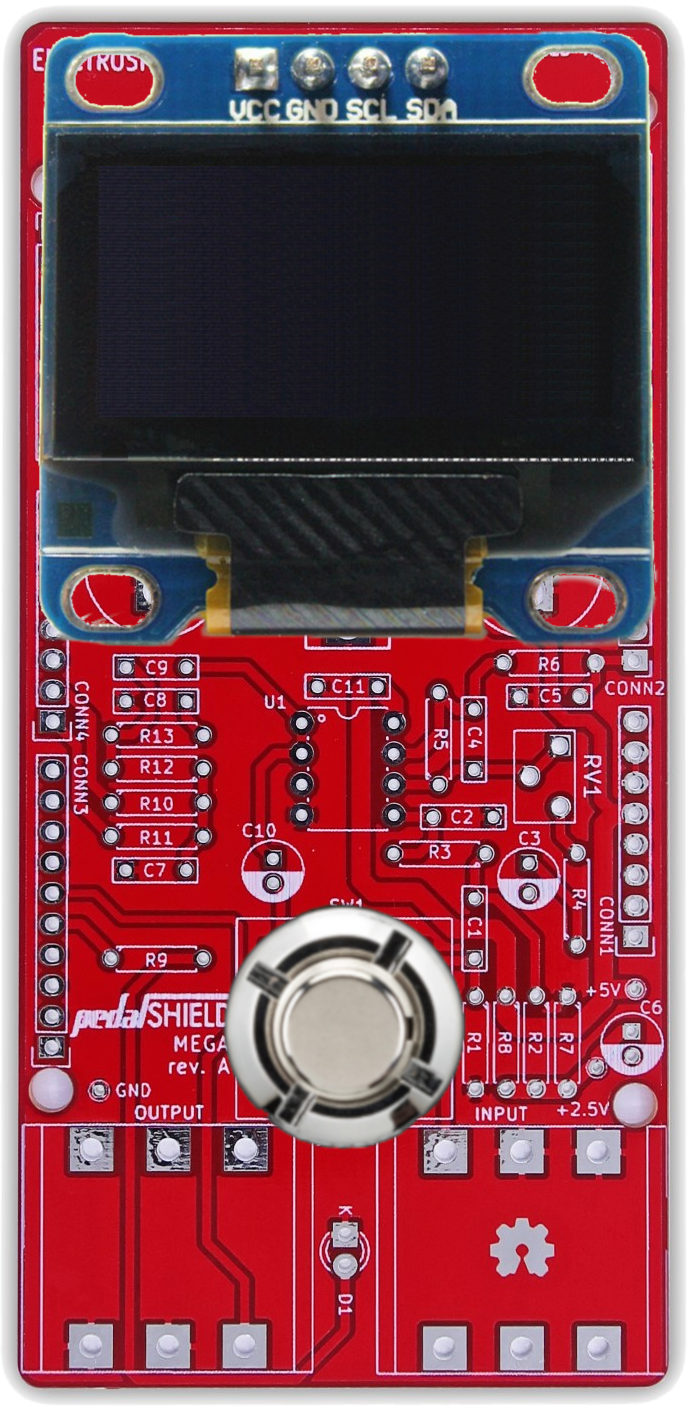 VCC GND SCL SDA
C9
R6
C11
CONN2
C8
C5
U1
CONN4
R13
R5
C4
R12
CONN3
RV1
R10
C2
R11
C10
C3
R3
C7
R4
C1
SW1
CONN1
R9
+5V
pedalSHIELD
C6
MEGA
R1
R8
R2
R7
rev. A
GND
OUTPUT
INPUT
+2.5V
K
D1